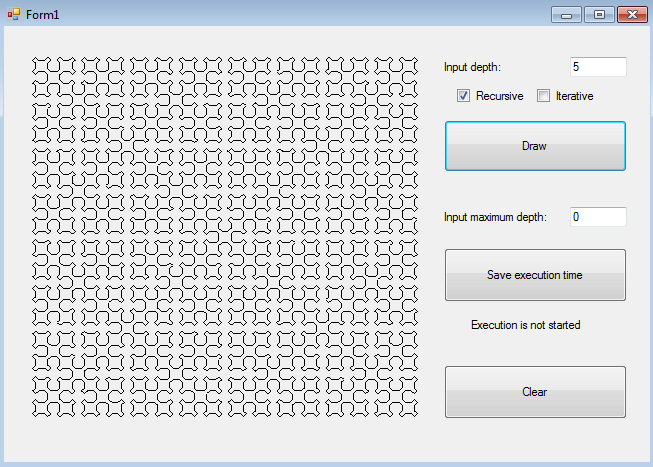 Form1
Input depth: 5
Recursive Iterative
Draw
Input maximum depth: 0
Save execution time
Execution is not started
Clear